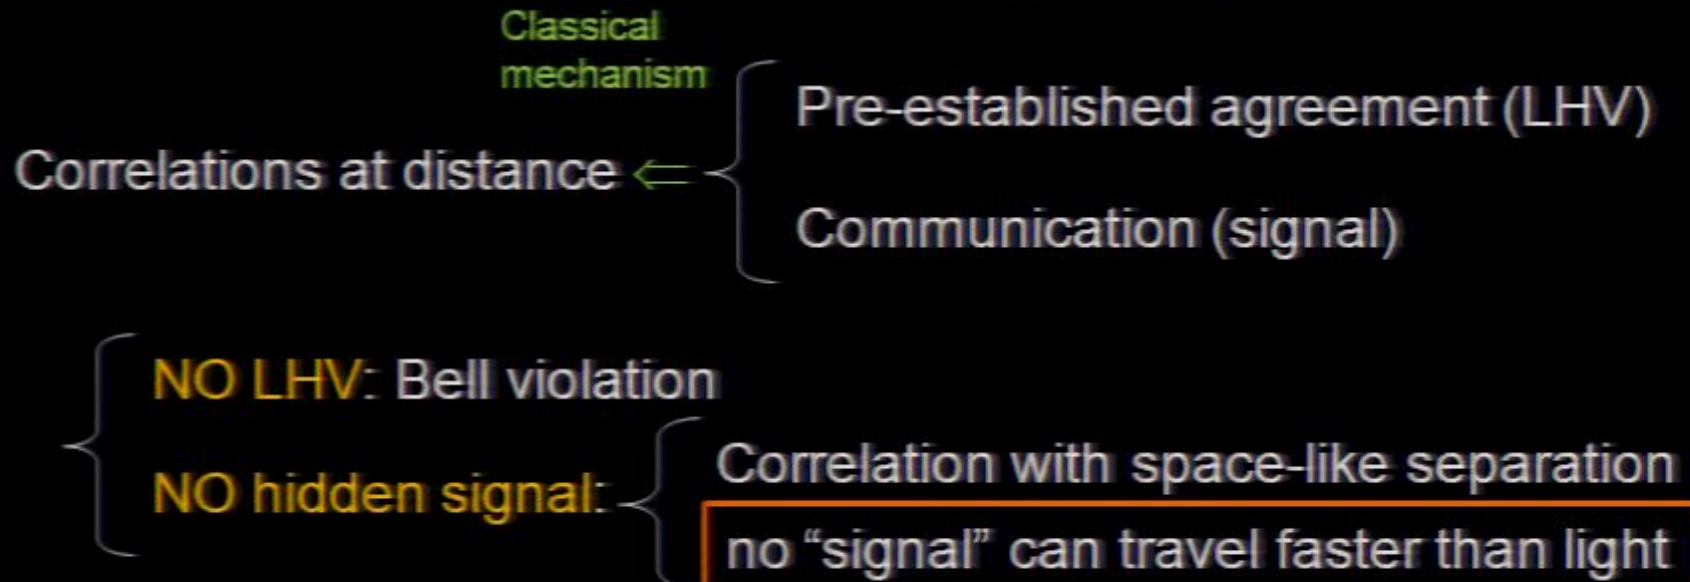 Classical
mechanism
Pre-established agreement (LHV)
Correlations at distance ⇐
Communication (signal)
NO LHV: Bell violation
NO hidden signal:
Correlation with space-like separation
no “signal” can travel faster than light